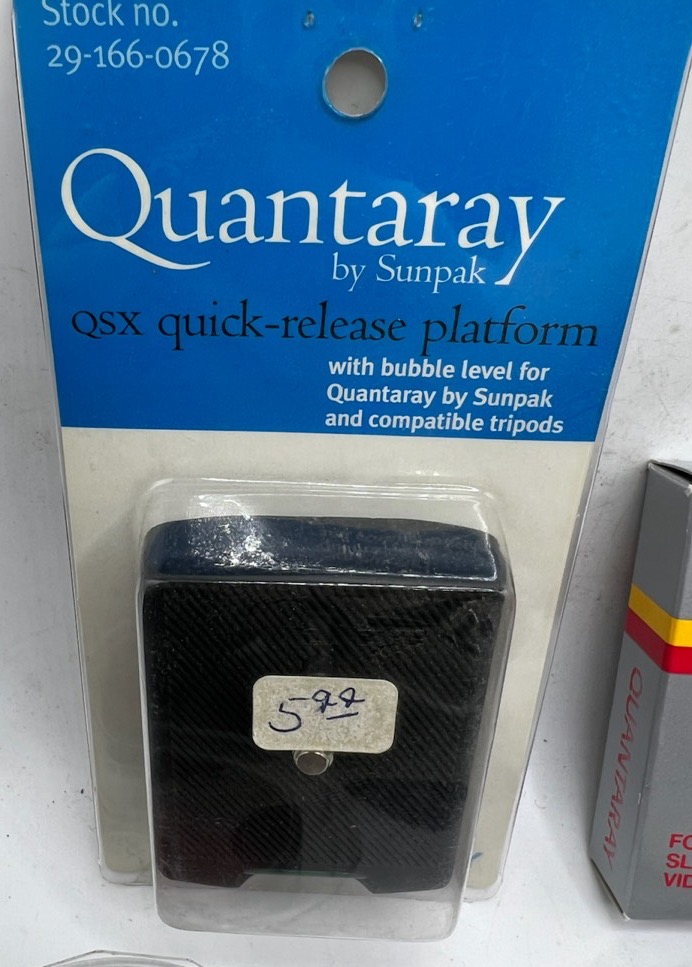 Stock no.
29-166-0678
Quantaray
by Sunpak
QSX quick-release platform
with bubble level for
Quantaray by Sunpak
and compatible tripods
QUANTARAY